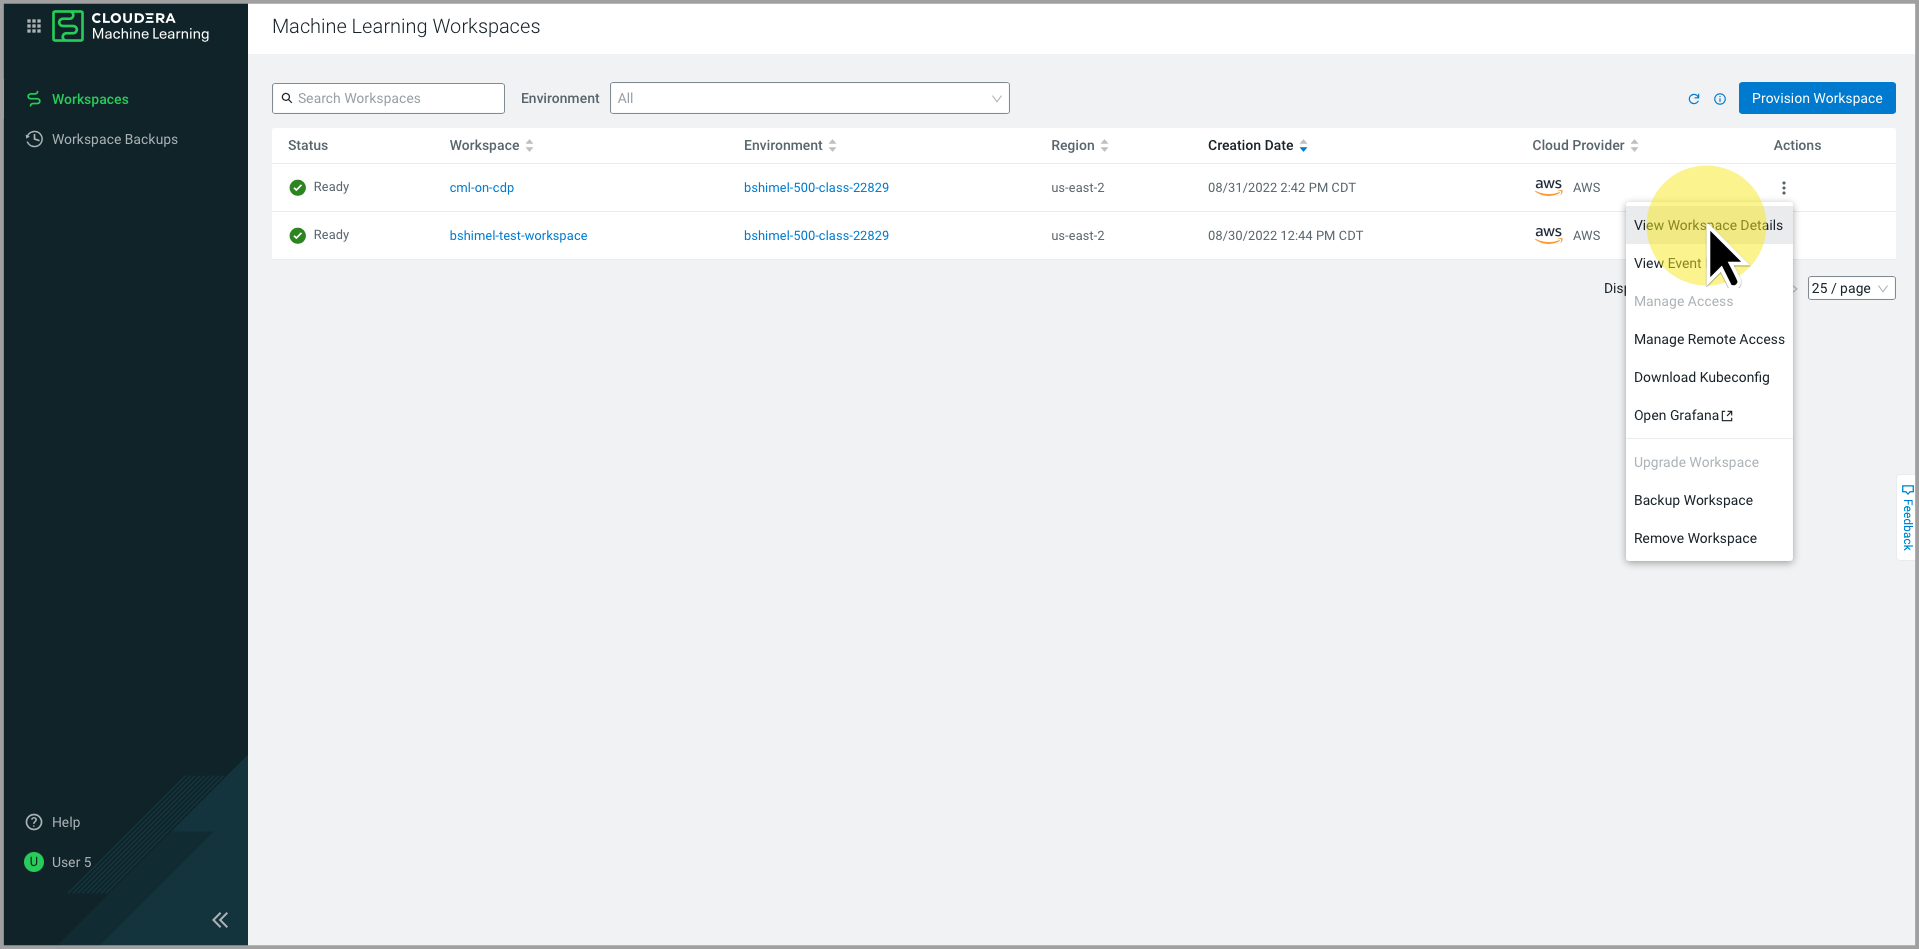 CLOUDERA
Machine Learning
Workspaces
Workspace Backups
Help
U User 5
Machine Learning Workspaces
Search Workspaces Environment All Provision Workspace
Status Workspace Environment Region Creation Date Cloud Provider Actions
Ready cml-on-cdp bshimel-500-class-22829 us-east-2 08/31/2022 2:42 PM CDT aws AWS
Ready bshimel-test-workspace bshimel-500-class-22829 us-east-2 08/30/2022 12:44 PM CDT aws AWS
25 / page
View Workspace Details
View Event
Manage Access
Manage Remote Access
Download Kubeconfig
Open Grafana
Upgrade Workspace
Backup Workspace
Remove Workspace
Feedback